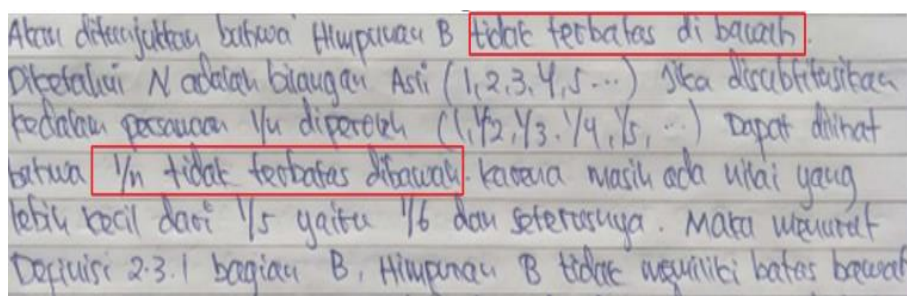 Akan ditunjukkan bahwa Himpunan B tidak terbatas di bawah.
Diketahui N adalah bilangan Asli (1,2,3,4,5...) Jika disubtitusikan
kedalam persamaan 1/n diperoleh (1,1/2,1/3,1/4,1/5,...) Dapat dilihat
bahwa 1/n tidak terbatas dibawah. karena masih ada nilai yang
lebih kecil dari 1/5 yaitu 1/6 dan seterusnya. Maka menurut
Definisi 2.3.1 bagian B, Himpunan B tidak memiliki batas bawah